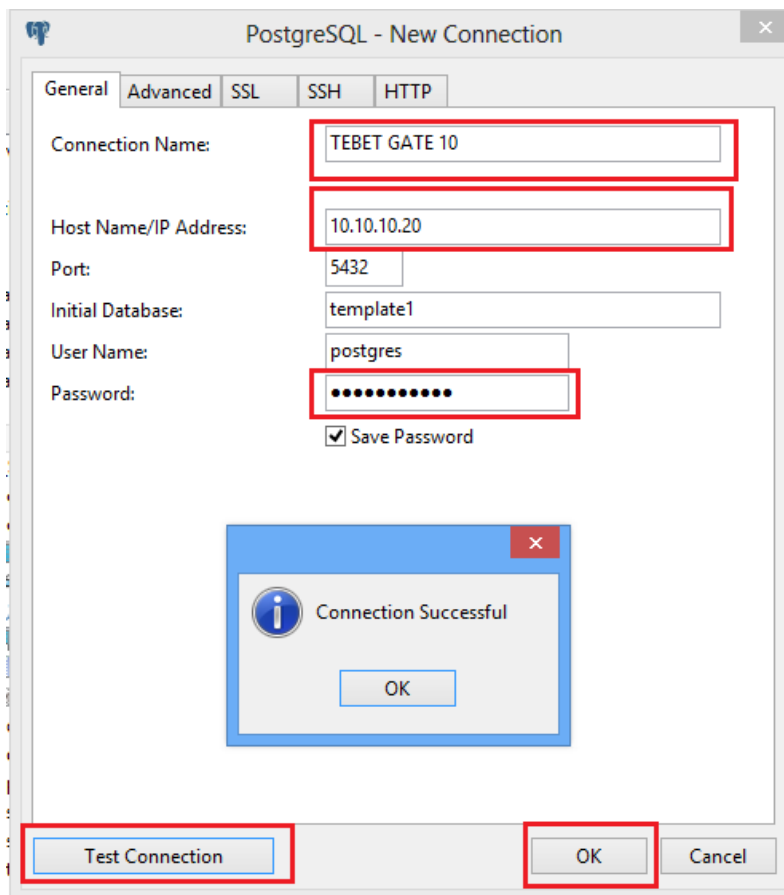 PostgreSQL - New Connection
General Advanced SSL SSH HTTP
Connection Name: TEBET GATE 10
Host Name/IP Address: 10.10.10.20
Port: 5432
Initial Database: template1
User Name: postgres
Password: •••••••••••
Save Password
Connection Successful
OK
Test Connection OK Cancel